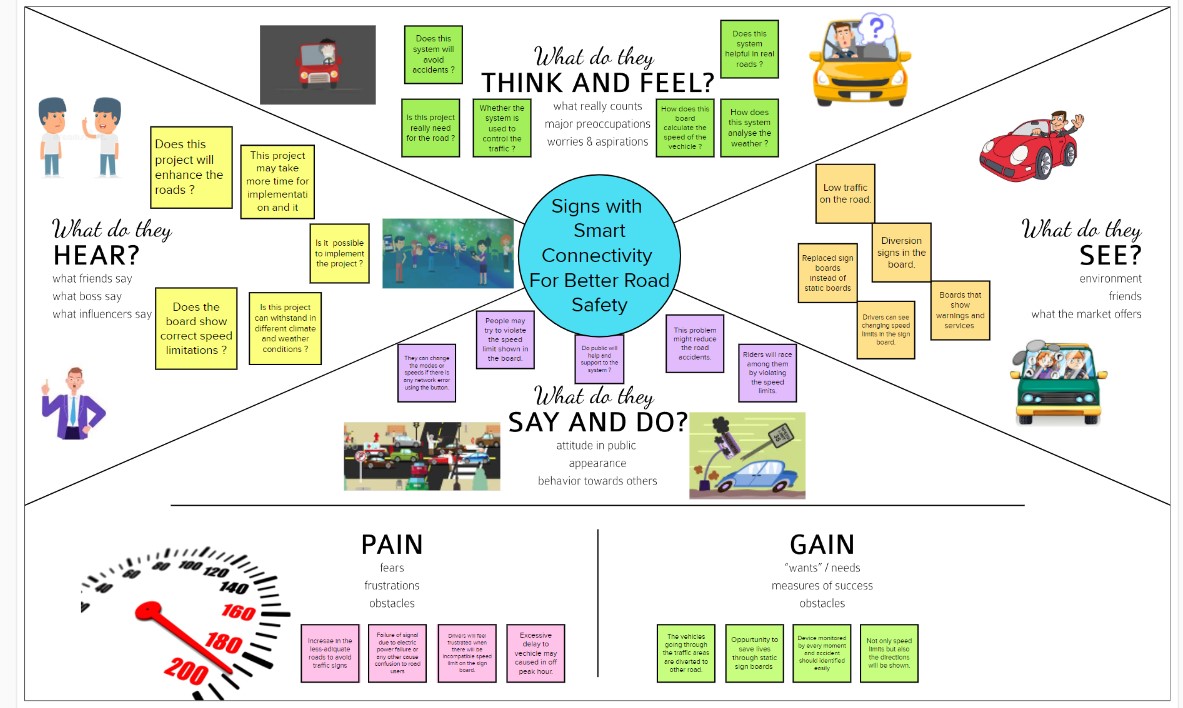 Does this
system will
avoid
accidents ?
What do they
THINK AND FEEL?
what really counts
major preoccupations
worries & aspirations
Does this
system
helpful in real
roads ?
?
Is this project
really need
for the road ?
Whether the
system is
used to
control the
traffic ?
How does this
board
calculate the
speed of the
vechicle ?
How does
this system
analyse the
weather ?
Does this
project will
enhance the
roads ?
This project
may take
more time for
implementati
on and it
Is it possible
to implement
the project ?
What do they
HEAR?
what friends say
what boss say
what influencers say
Does the
board show
correct speed
limitations ?
Is this project
can withstand in
different climate
and weather
conditions ?
Signs with
Smart
Connectivity
For Better Road
Safety
Low traffic
on the road.
Diversion
signs in the
board.
Replaced sign
boards
instead of
static boards
Boards that
show
warnings and
services
Drivers can see
changing speed
limits in the sign
board.
What do they
SEE?
environment
friends
what the market offers
They can change
the modes or
speeds if there is
any network error
using the button.
People may
try to violate
the speed
limit shown in
the board.
Do public will
help and
support to the
system ?
This problem
might reduce
the road
accidents.
Riders will race
among them
by violating
the speed
limits.
What do they
SAY AND DO?
attitude in public
appearance
behavior towards others
PAIN
fears
frustrations
obstacles
40
60
80
100
120
140
160
180
200
Increase in the
less-adiquate
roads to avoid
traffic signs
Failure of signal
due to electric
power failure or
any other cause
confusion to road
users
Drivers will feel
frustrated when
there will be
incompatible speed
limit on the sign
board.
Excessive
delay to
vechicle may
caused in off
peak hour.
GAIN
"wants" / needs
measures of success
obstacles
The vehicles
going through
the traffic areas
are diverted to
other road.
Opportunity to
save lives
through static
sign boards
Device monitored
by every moment
and accident
should identified
easily
Not only speed
limits but also
the directions
will be shown.